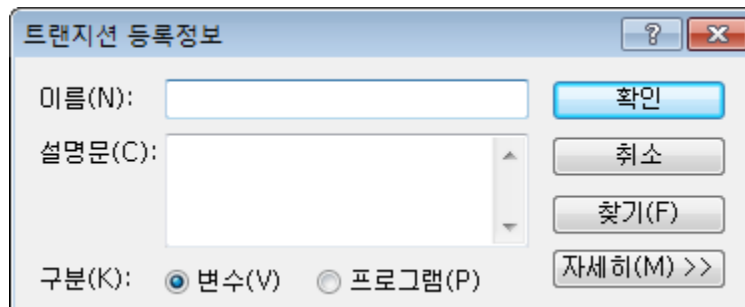 트랜지션 등록정보
이름(N):
확인
설명문(C):
취소
찾기(F)
자세히(M) >>
구분(K):
변수(V)
프로그램(P)